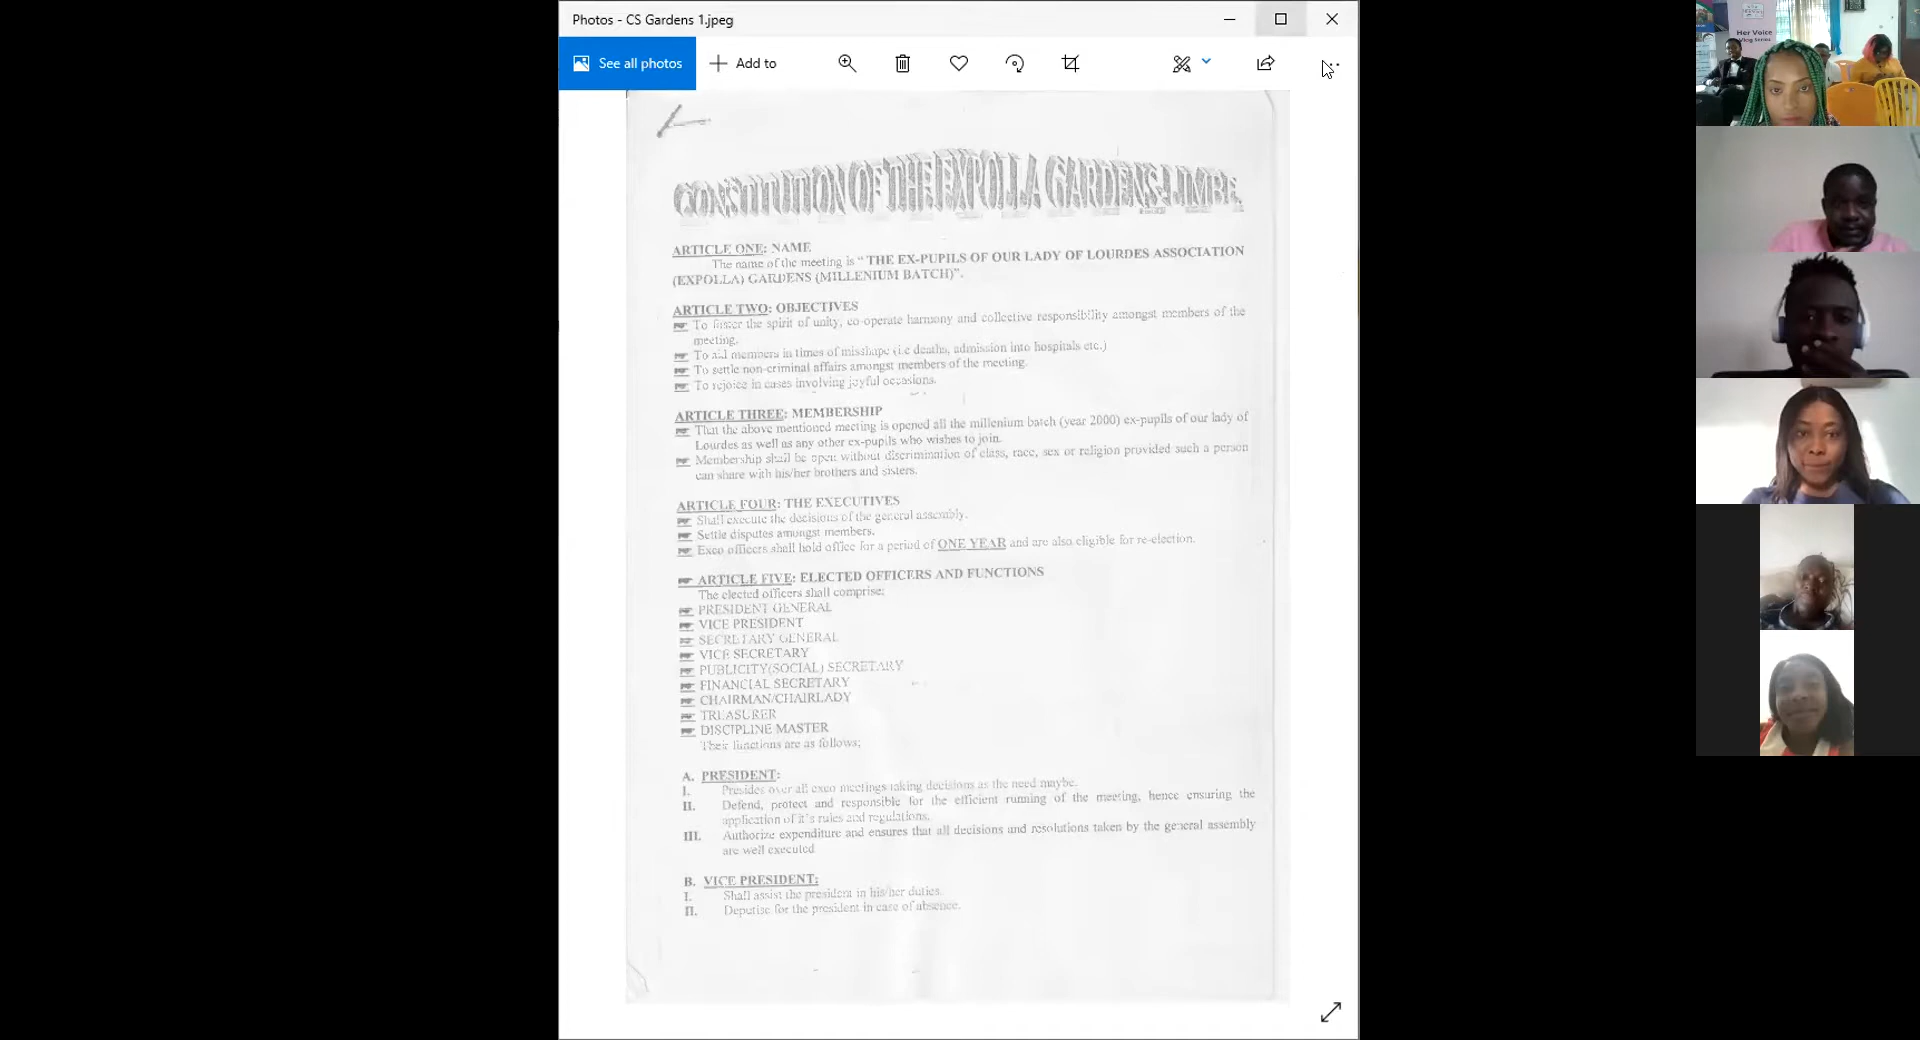 Photos - CS Gardens 1.jpeg
See all photos
Add to
CONSTITUTION OF THE EXPOLLA GARDENS-LIMBE.
ARTICLE ONE: NAME
The name of the meeting is “ THE EX-PUPILS OF OUR LADY OF LOURDES ASSOCIATION
(EXPOLLA) GARDENS (MILLENIUM BATCH)”.
ARTICLE TWO: OBJECTIVES
To foster the spirit of unity, co-operate harmony and collective responsibility amongst members of the
meeting.
To aid members in times of misshape (i.e deaths, admission into hospitals etc.)
To settle non-criminal affairs amongst members of the meeting.
To rejoice in cases involving joyful occasions.
ARTICLE THREE: MEMBERSHIP
That the above mentioned meeting is opened all the millenium batch (year 2000) ex-pupils of our lady of
Lourdes as well as any other ex-pupils who wishes to join.
Membership shall be open without discrimination of class, race, sex or religion provided such a person
can share with his/her brothers and sisters.
ARTICLE FOUR: THE EXECUTIVES
Shall execute the decisions of the general assembly.
Settle disputes amongst members.
Exco officers shall hold office for a period of ONE YEAR and are also eligible for re-election.
ARTICLE FIVE: ELECTED OFFICERS AND FUNCTIONS
The elected officers shall comprise:
PRESIDENT GENERAL
VICE PRESIDENT
SECRETARY GENERAL
VICE SECRETARY
PUBLICITY(SOCIAL) SECRETARY
FINANCIAL SECRETARY
CHAIRMAN/CHAIRLADY
TREASURER
DISCIPLINE MASTER
Their functions are as follows;
A. PRESIDENT:
I. Presides over all exco meetings taking decisions as the need maybe.
II. Defend, protect and responsible for the efficient running of the meeting, hence ensuring the
application of it's rules and regulations.
III. Authorize expenditure and ensures that all decisions and resolutions taken by the general assembly
are well executed
B. VICE PRESIDENT:
I. Shall assist the president in his/her duties.
II. Deputise for the president in case of absence.
Her Voice
Vlog Series